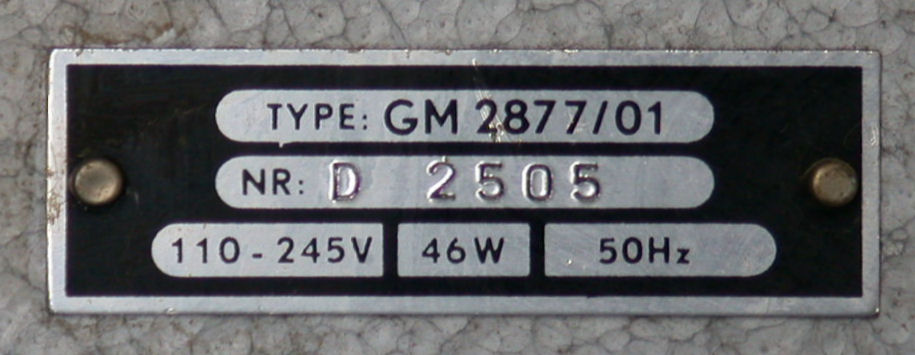 TYPE: GM 2877/01
NR: D 2505
110-245V 46W 50Hz